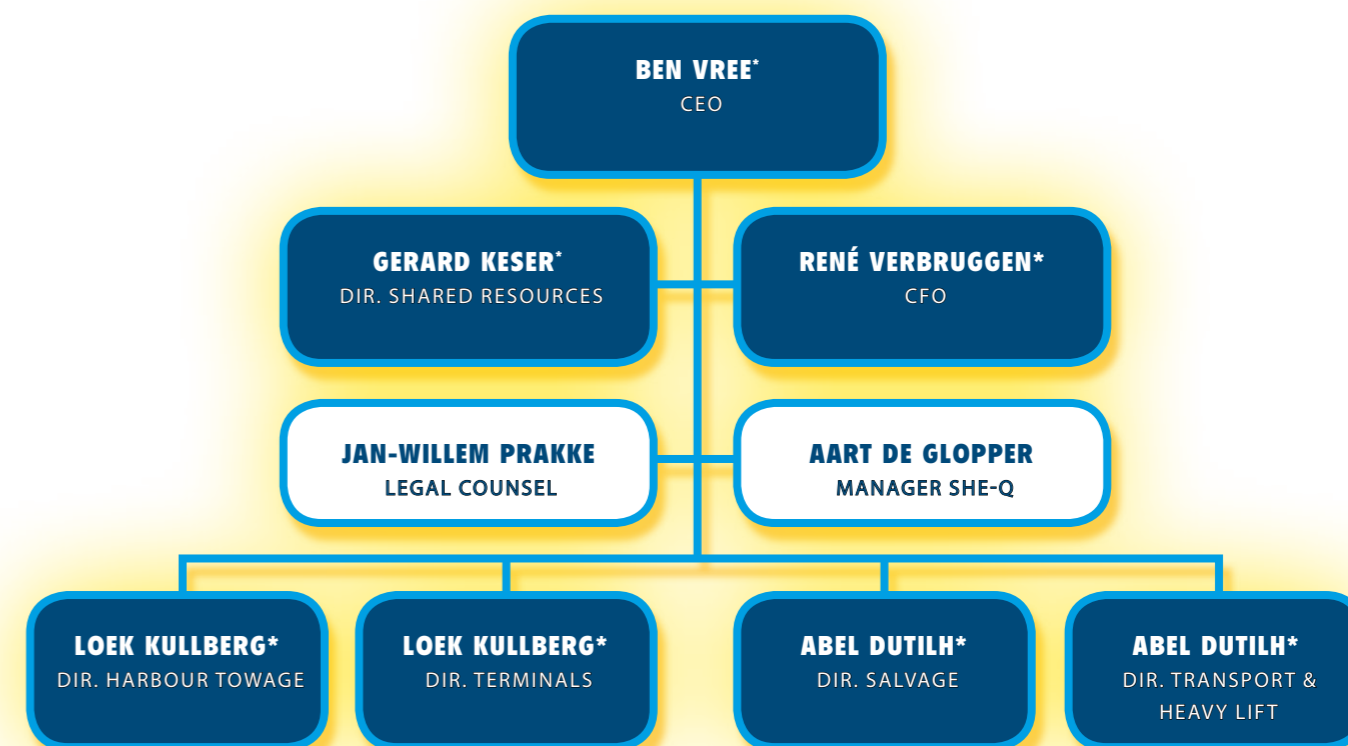 BEN VREE*
CEO
GERARD KESER*
DIR. SHARED RESOURCES
RENÉ VERBRUGGEN*
CFO
JAN-WILLEM PRAKKE
LEGAL COUNSEL
AART DE GLOPPER
MANAGER SHE-Q
LOEK KULLBERG*
DIR. HARBOUR TOWAGE
LOEK KULLBERG*
DIR. TERMINALS
ABEL DUTILH*
DIR. SALVAGE
ABEL DUTILH*
DIR. TRANSPORT &
HEAVY LIFT